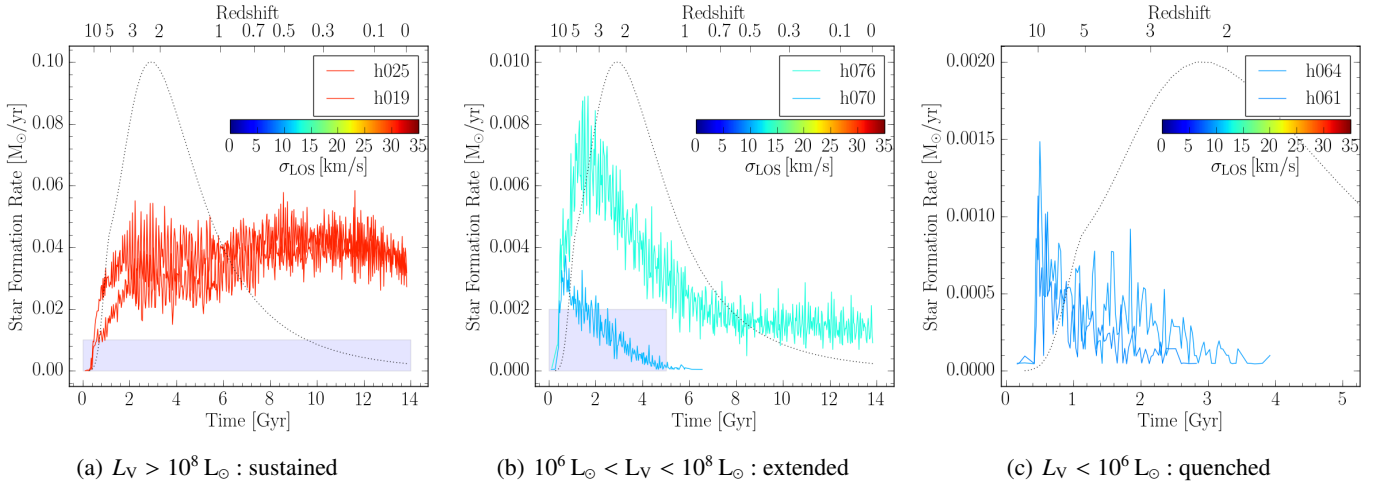 Redshift
10 5 3 2 1 0.7 0.5 0.3 0.1 0
0.10
0.08
0.06
0.04
0.02
0.00
Star Formation Rate [M⊙/yr]
h025
h019
0 5 10 15 20 25 30 35
σLOS [km/s]
0 2 4 6 8 10 12 14
Time [Gyr]
(a) LV > 10^8 L⊙ : sustained
Redshift
10 5 3 2 1 0.7 0.5 0.3 0.1 0
0.010
0.008
0.006
0.004
0.002
0.000
Star Formation Rate [M⊙/yr]
h076
h070
0 5 10 15 20 25 30 35
σLOS [km/s]
0 2 4 6 8 10 12 14
Time [Gyr]
(b) 10^6 L⊙ < LV < 10^8 L⊙ : extended
Redshift
10 5 3 2
0.0020
0.0015
0.0010
0.0005
0.0000
Star Formation Rate [M⊙/yr]
h064
h061
0 5 10 15 20 25 30 35
σLOS [km/s]
0 1 2 3 4 5
Time [Gyr]
(c) LV < 10^6 L⊙ : quenched